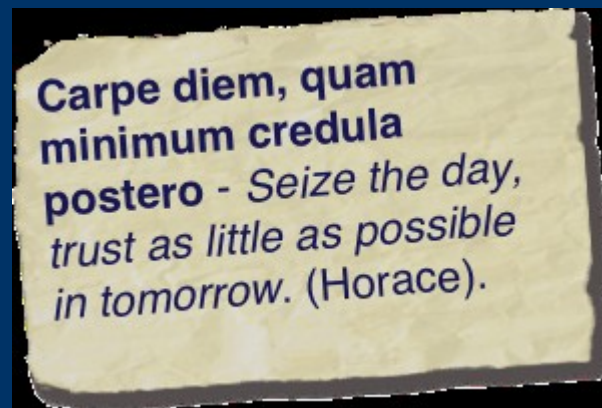 Carpe diem, quam
minimum credula
postero - Seize the day,
trust as little as possible
in tomorrow. (Horace).